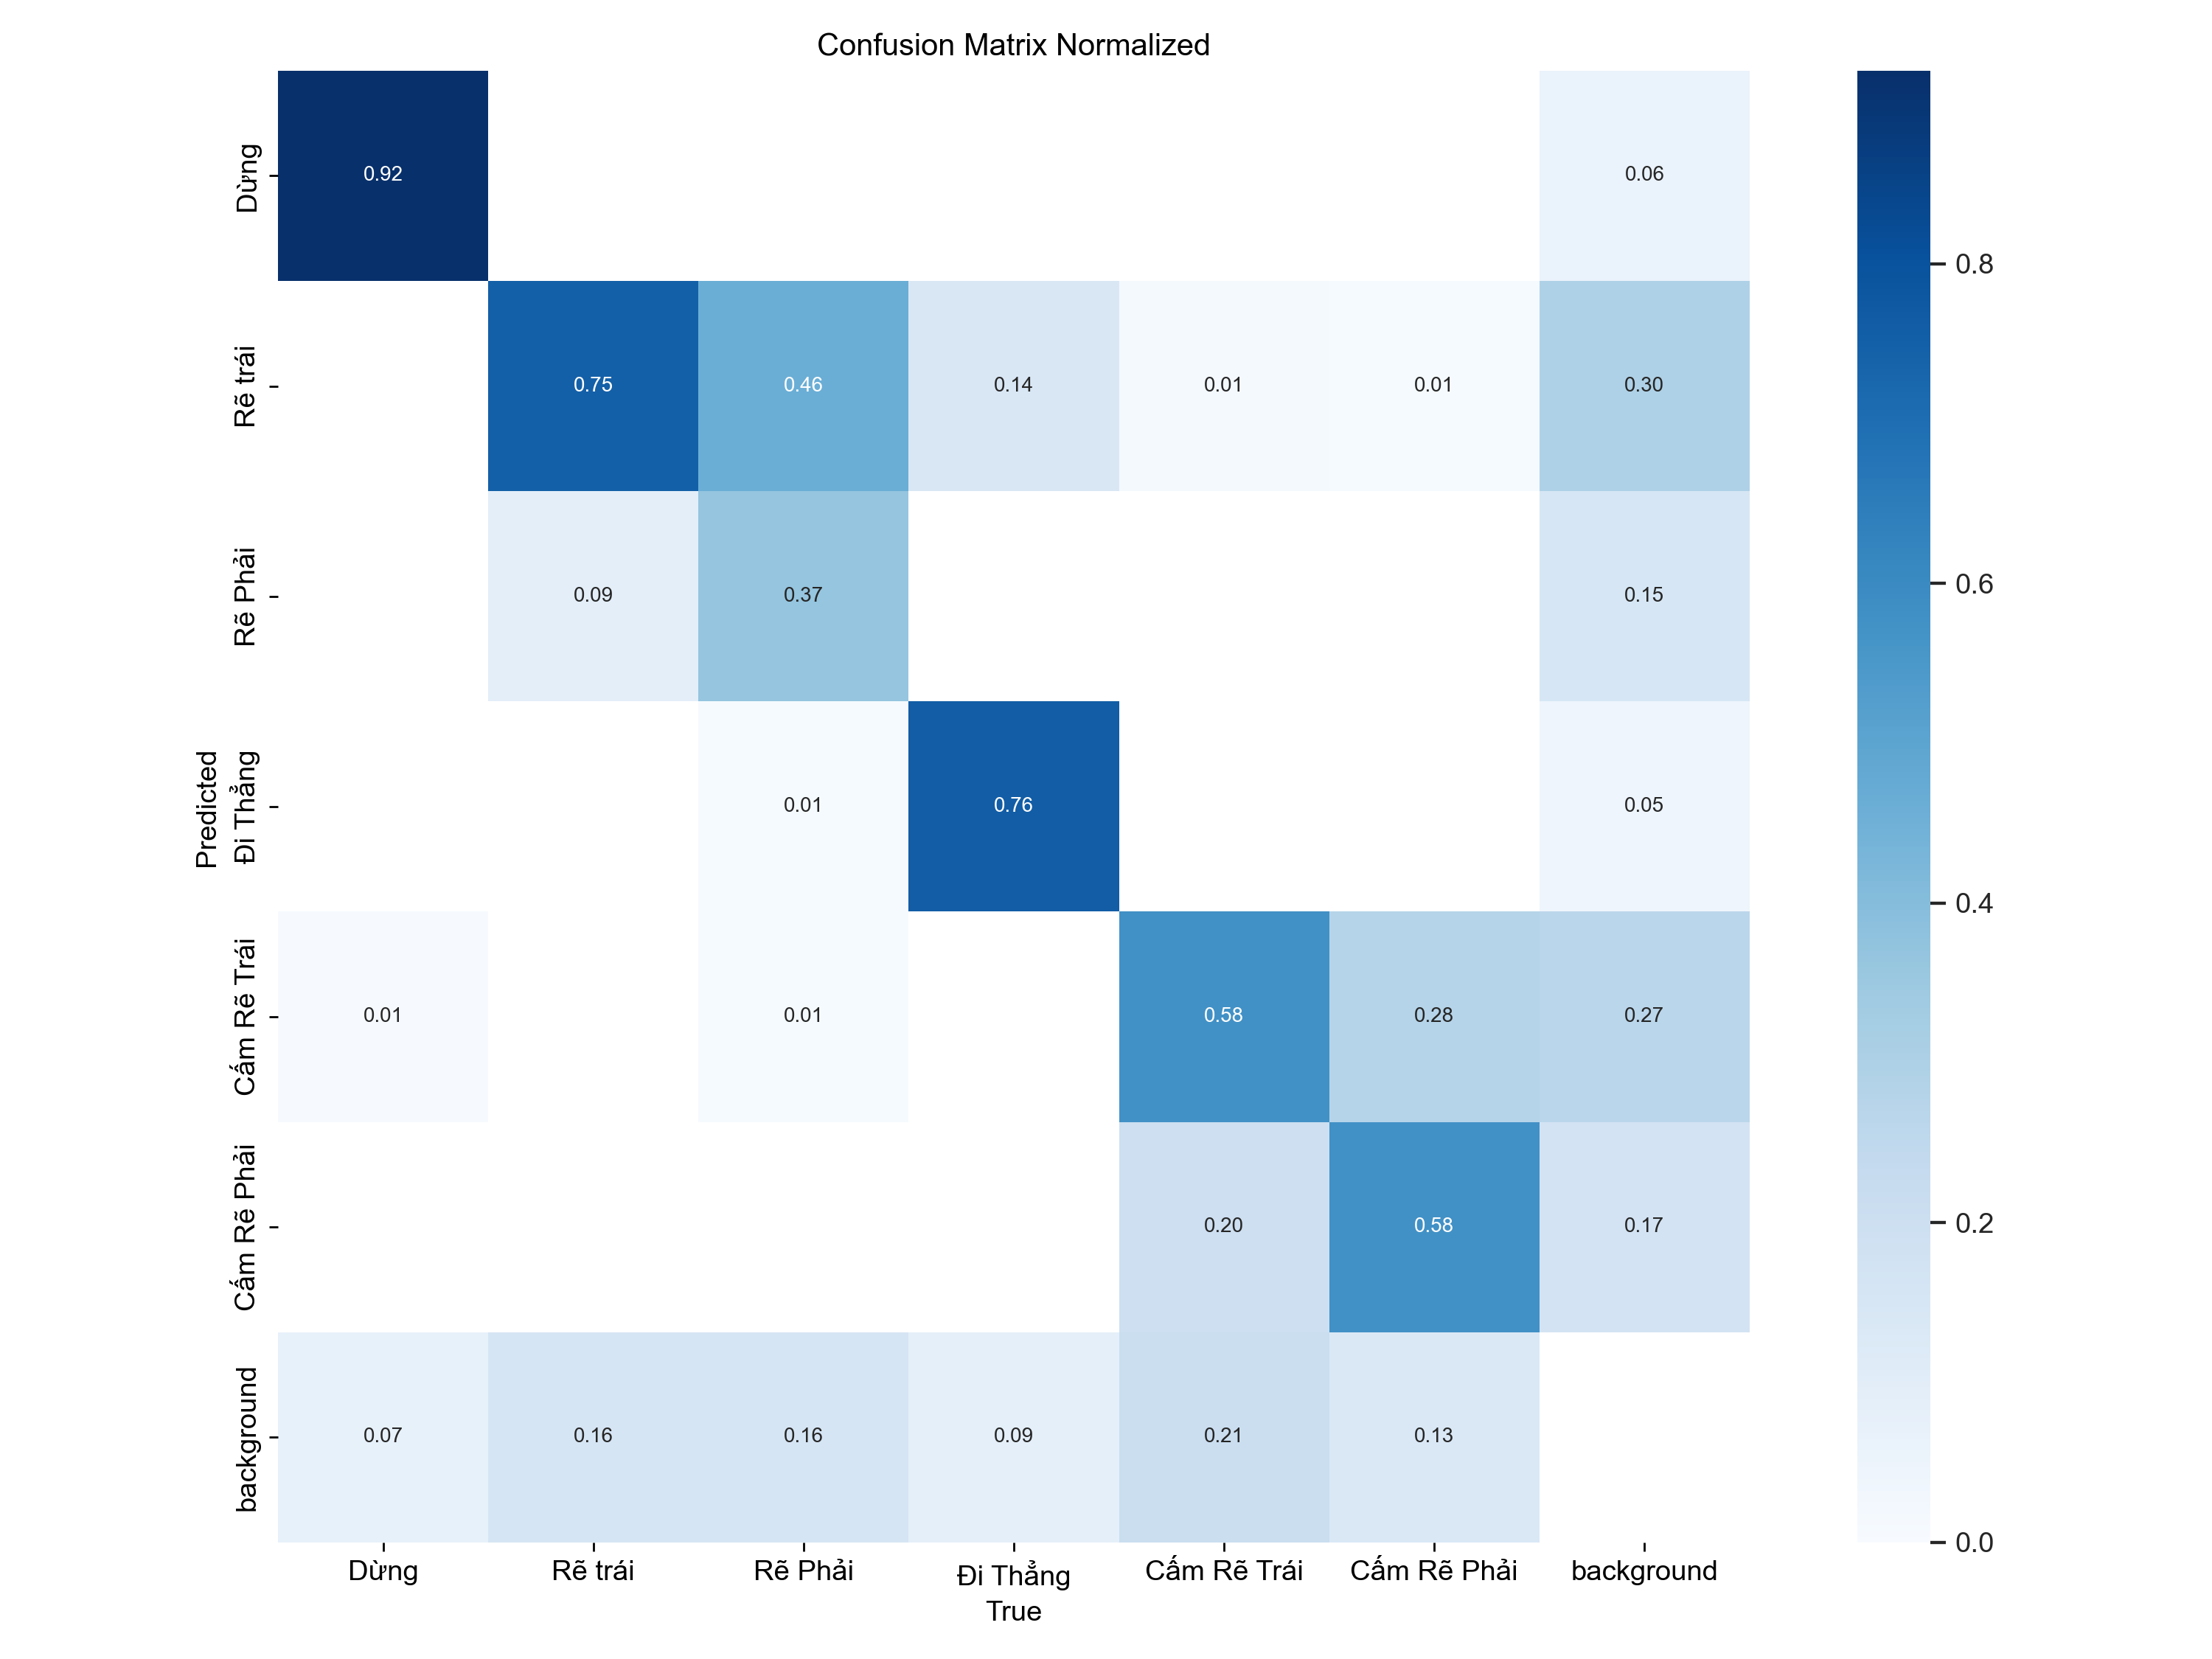 Confusion Matrix Normalized
Predicted
Dừng
0.92
0.06
Rẽ trái
0.75
0.46
0.14
0.01
0.01
0.30
Rẽ Phải
0.09
0.37
0.15
Đi Thẳng
0.01
0.76
0.05
Cấm Rẽ Trái
0.01
0.01
0.58
0.28
0.27
Cấm Rẽ Phải
0.20
0.58
0.17
background
0.07
0.16
0.16
0.09
0.21
0.13
Dừng
Rẽ trái
Rẽ Phải
Đi Thẳng
Cấm Rẽ Trái
Cấm Rẽ Phải
background
True
0.8
0.6
0.4
0.2
0.0